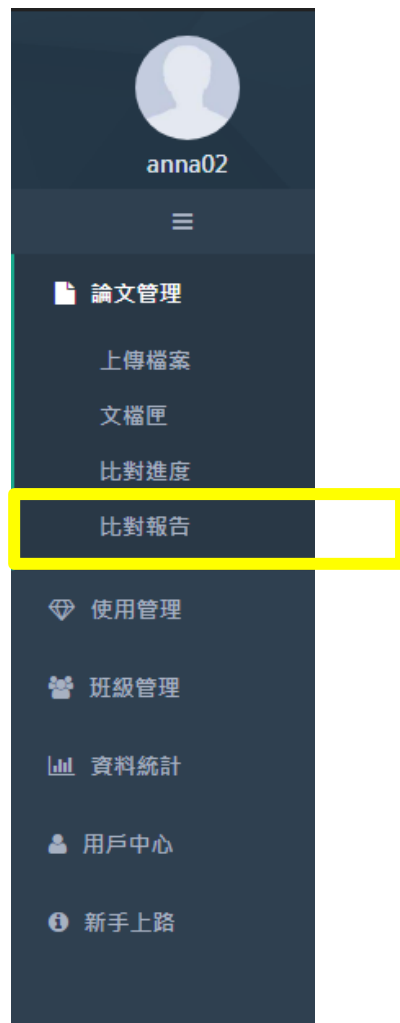 anna02
論文管理
上傳檔案
文檔匣
比對進度
比對報告
使用管理
班級管理
資料統計
用戶中心
新手上路